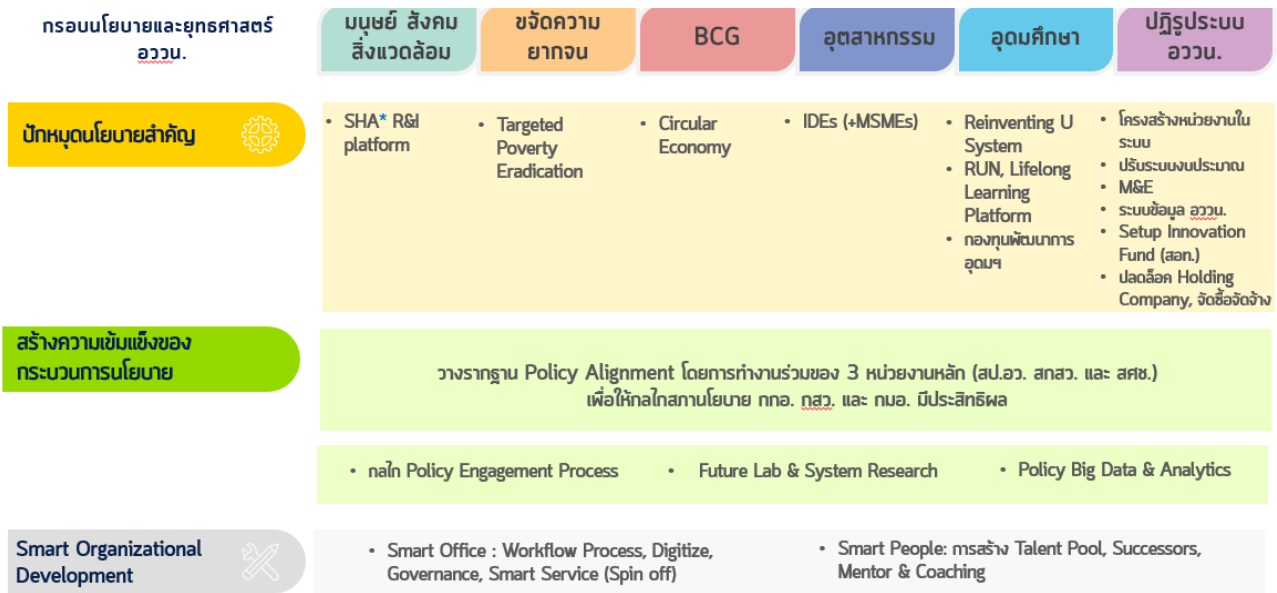 กรอบนโยบายและยุทธศาสตร์
อววน.
มนุษย์ สังคม
สิ่งแวดล้อม
ขจัดความ
ยากจน
BCG
อุตสาหกรรม
อุดมศึกษา
ปฏิรูประบบ
อววน.
ปักหมุดนโยบายสำคัญ
• SHA* R&I
platform
• Targeted
Poverty
Eradication
• Circular
Economy
• IDEs (+MSMEs)
• Reinventing U
System
• RUN, Lifelong
Learning
Platform
• กองทุนพัฒนาการ
อุดมฯ
• โครงสร้างหน่วยงานใน
ระบบ
• ปรับระบบงบประมาณ
• M&E
• ระบบข้อมูล อววน.
• Setup Innovation
Fund (สอท.)
• ปลดล็อค Holding
Company, จัดซื้อจัดจ้าง
สร้างความเข้มแข็งของ
กระบวนการนโยบาย
วางรากฐาน Policy Alignment โดยการทำงานร่วมของ 3 หน่วยงานหลัก (สป.อว. สกสว. และ สศช.)
เพื่อให้กลไกสภานโยบาย กกอ. กสว. และ กมอ. มีประสิทธิผล
• กลไก Policy Engagement Process
• Future Lab & System Research
• Policy Big Data & Analytics
Smart Organizational
Development
• Smart Office : Workflow Process, Digitize,
Governance, Smart Service (Spin off)
• Smart People: การสร้าง Talent Pool, Successors,
Mentor & Coaching